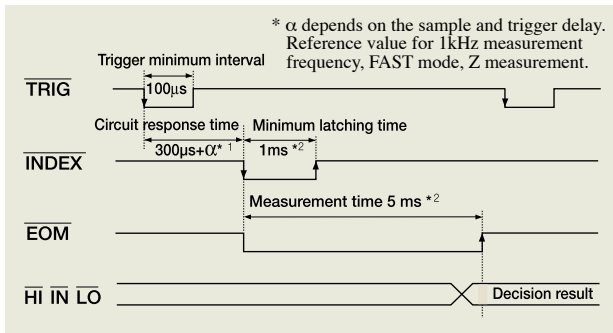 * α depends on the sample and trigger delay.
Reference value for 1kHz measurement
frequency, FAST mode, Z measurement.
Trigger minimum interval
TRIG
100μs
Circuit response time
Minimum latching time
300μs+α* 1
1ms *2
INDEX
Measurement time 5 ms *2
EOM
HI IN LO
Decision result